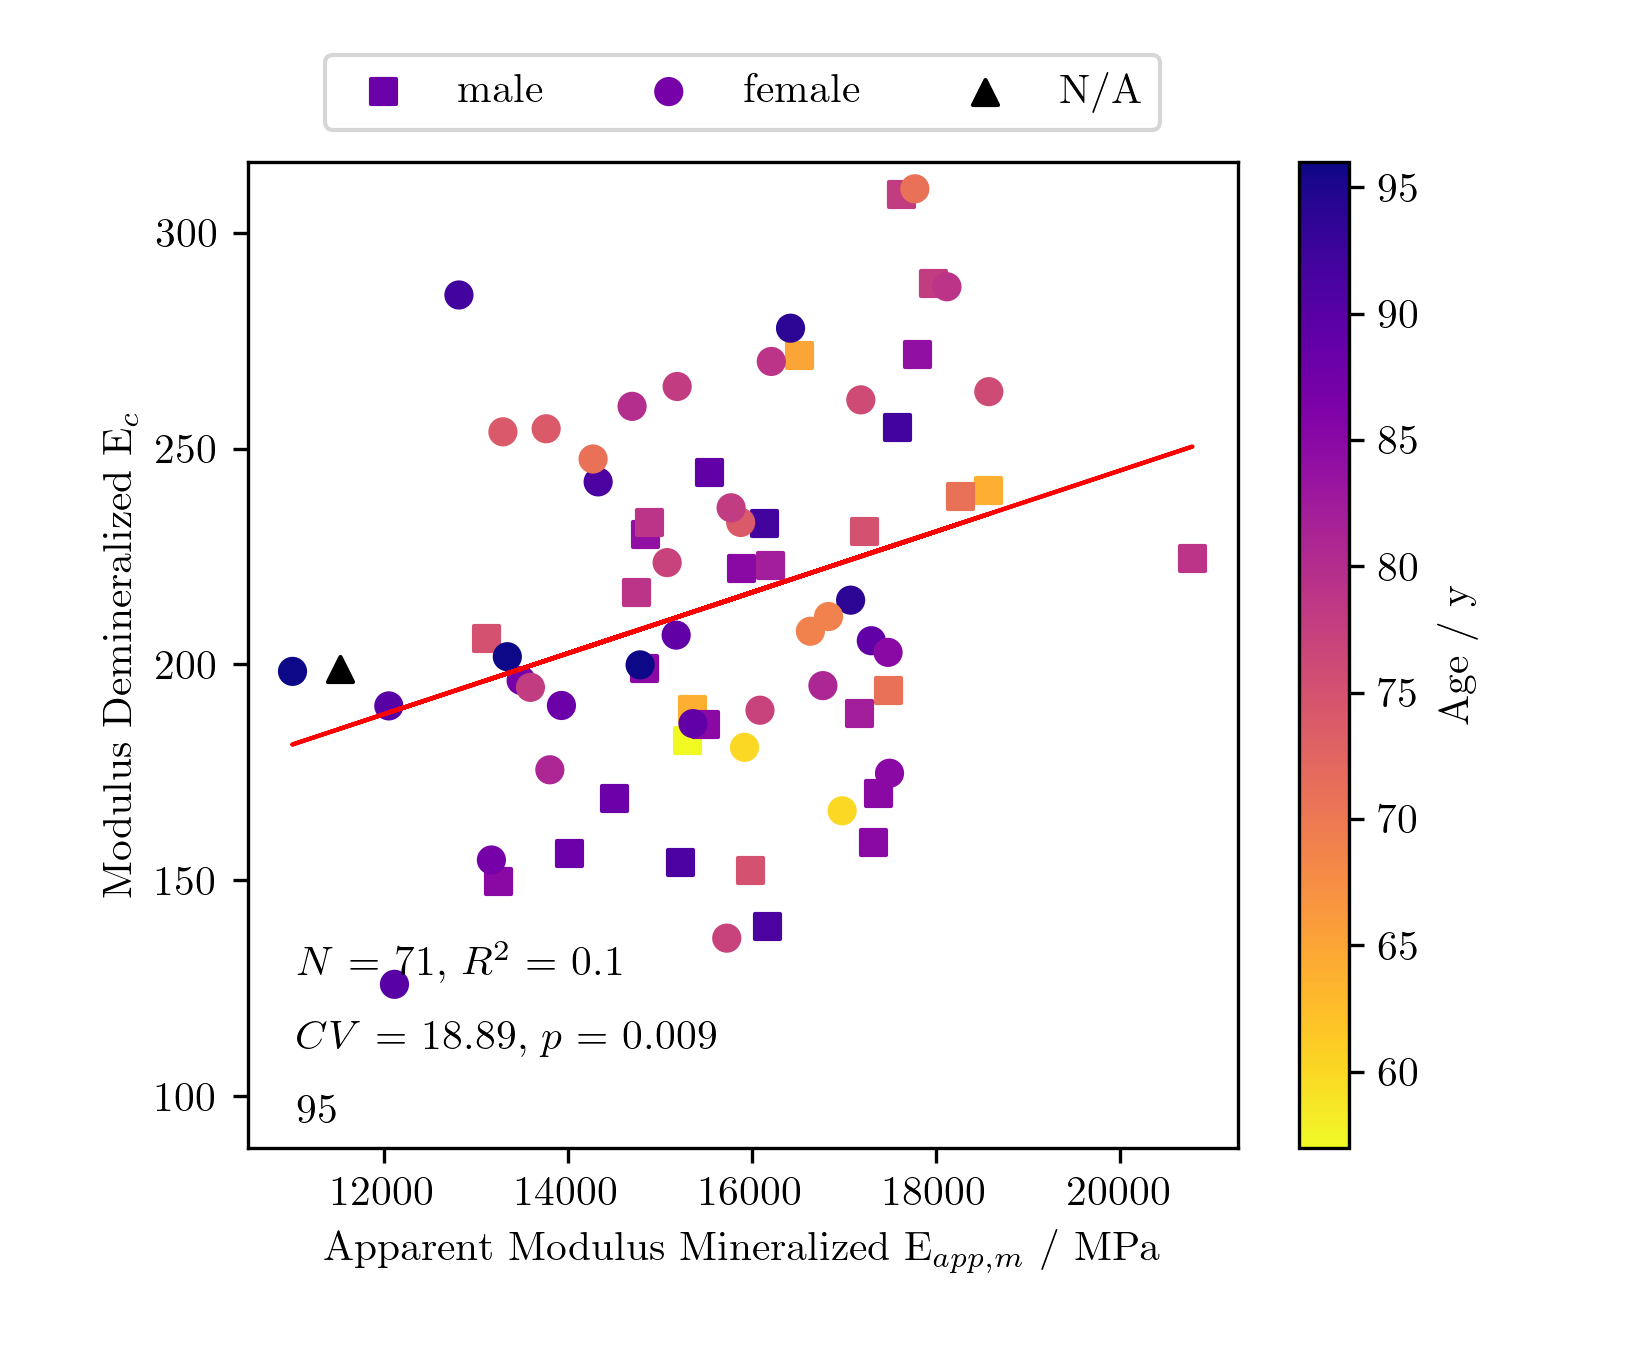 male female N/A
300
250
200
150
100
Modulus Demineralized E_c
N = 71, R² = 0.1
CV = 18.89, p = 0.009
95
12000 14000 16000 18000 20000
Apparent Modulus Mineralized E_app,m / MPa
95
90
85
80
75
70
65
60
Age / y